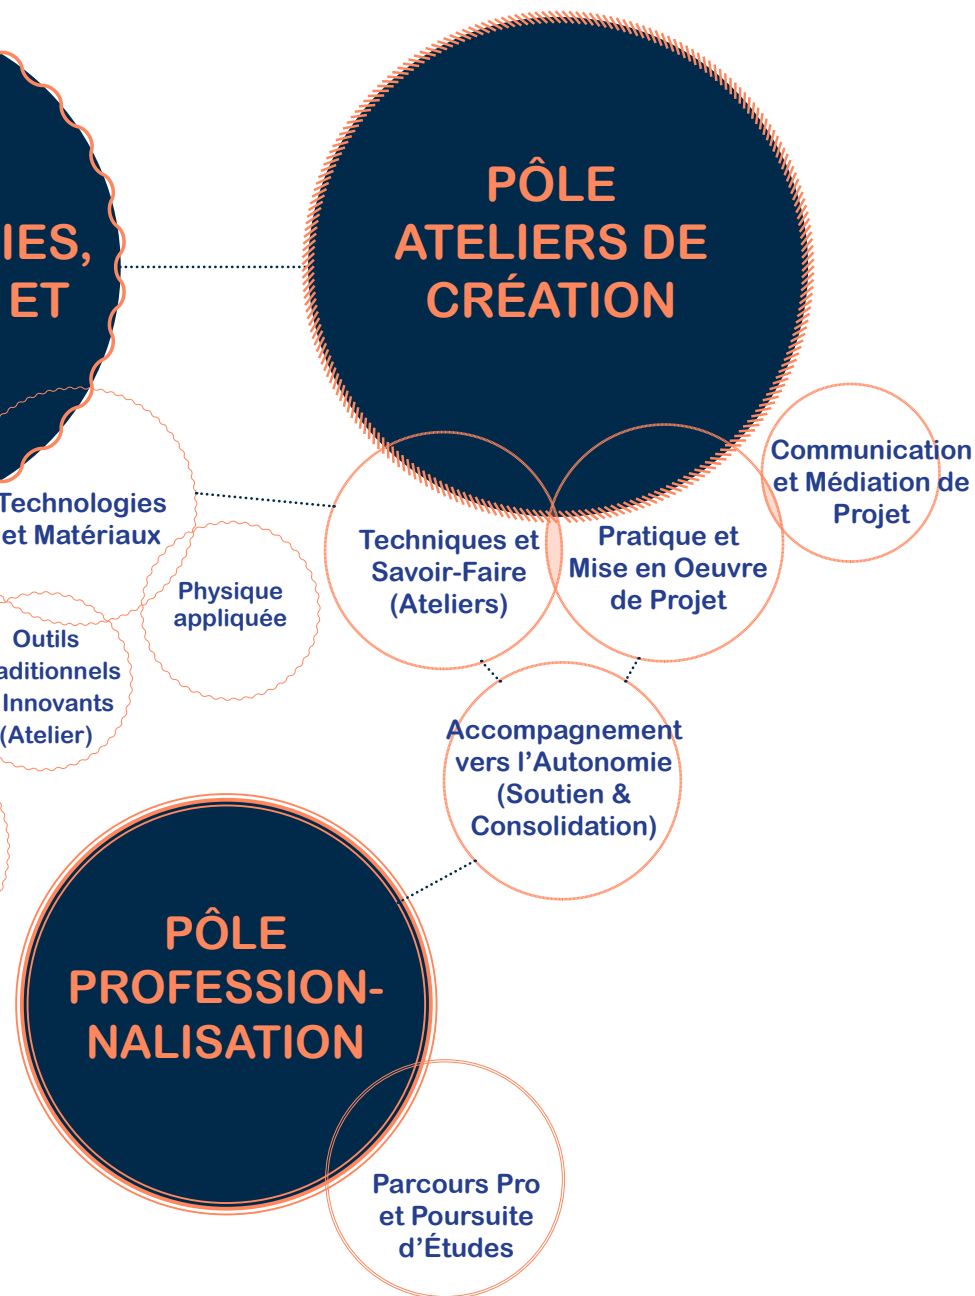 IES,
ET
PÔLE
ATELIERS DE
CRÉATION
Communication
et Médiation de
Projet
Technologies
et Matériaux
Techniques et
Savoir-Faire
(Ateliers)
Pratique et
Mise en Oeuvre
de Projet
Physique
appliquée
Outils
aditionnels
Innovants
(Atelier)
Accompagnement
vers l'Autonomie
(Soutien &
Consolidation)
PÔLE
PROFESSION-
NALISATION
Parcours Pro
et Poursuite
d'Études